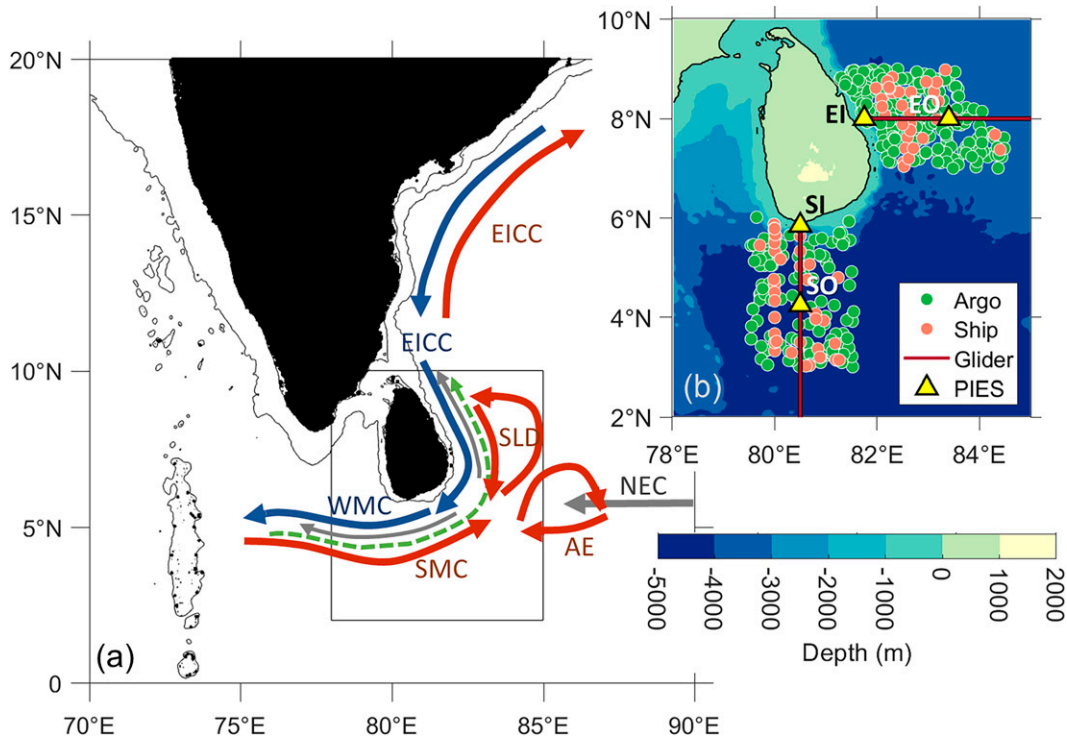 20°N
15°N
10°N
5°N
0
70°E
75°E
80°E
85°E
90°E
(a)
EICC
EICC
SLD
WMC
NEC
AE
SMC
10°N
8°N
6°N
4°N
2°N
78°E
80°E
82°E
84°E
EI
EO
SI
SO
(b)
Argo
Ship
Glider
PIES
-5000
-4000
-3000
-2000
-1000
0
1000
2000
Depth (m)